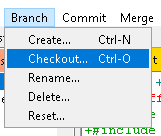 Branch Commit Merge
Create... Ctrl-N
Checkout... Ctrl-O
Rename...
Delete...
Reset...
+#include